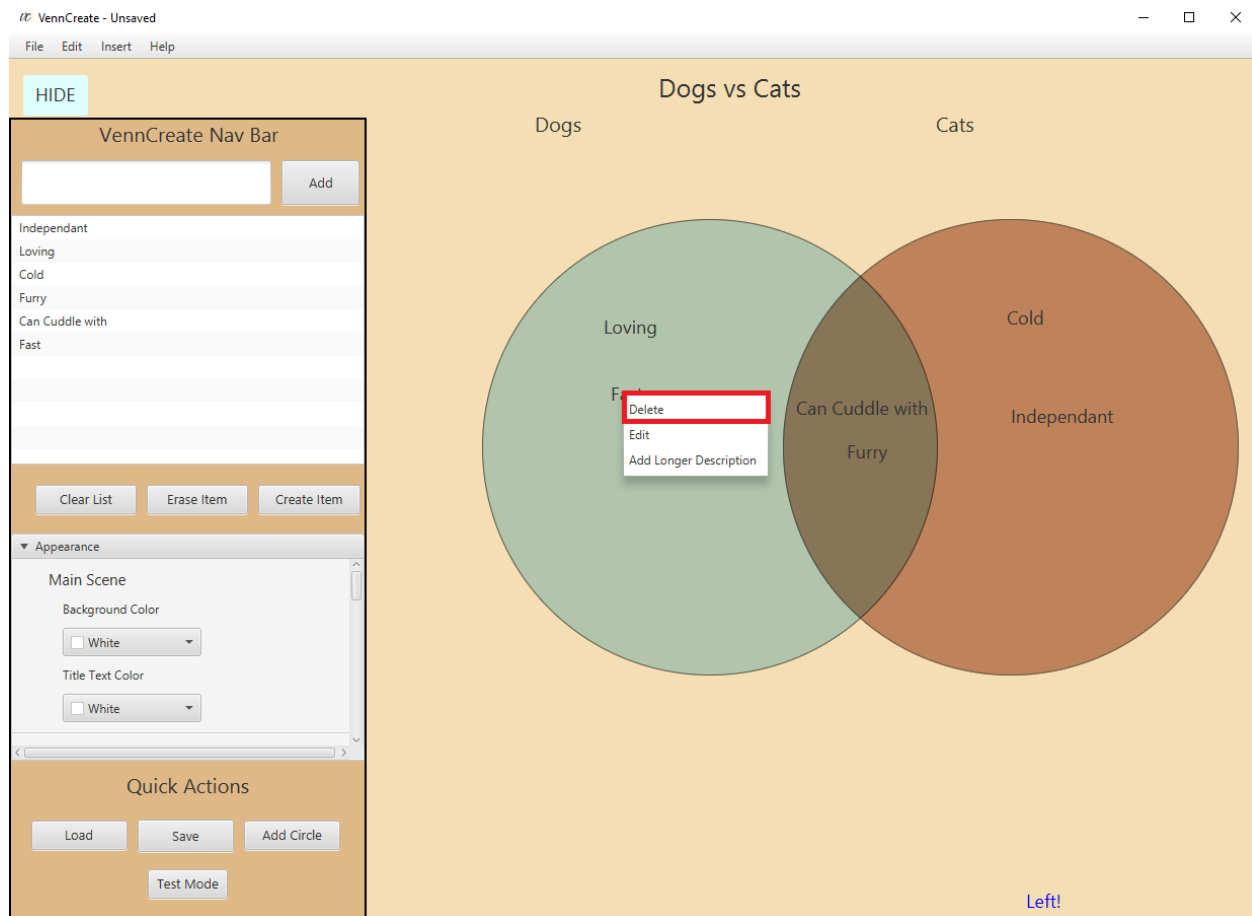 VennCreate - Unsaved
File Edit Insert Help
HIDE
Dogs vs Cats
Dogs
Cats
VennCreate Nav Bar
Add
Independant
Loving
Cold
Furry
Can Cuddle with
Fast
Clear List Erase Item Create Item
Appearance
Main Scene
Background Color
White
Title Text Color
White
Quick Actions
Load Save Add Circle
Test Mode
Loving
Delete
Edit
Add Longer Description
Can Cuddle with
Furry
Cold
Independant
Left!